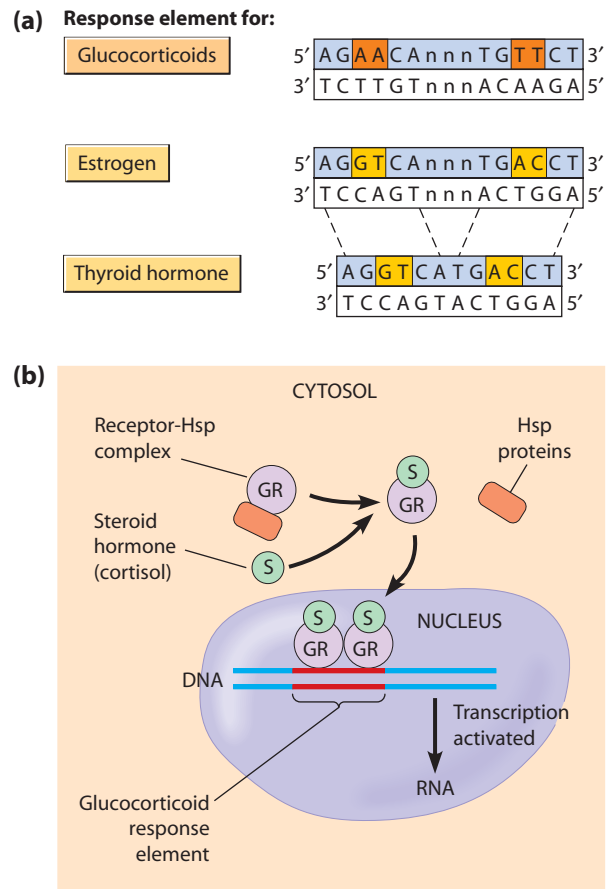 (a) Response element for:
Glucocorticoids
5′ AGAACAnnnTGTTCT 3′
3′ TCTTGTnnnACAAGA 5′
Estrogen
5′ AGGTCAnnnTGACCT 3′
3′ TCCAGTnnnACTGGA 5′
Thyroid hormone
5′ AGGTCATGACCT 3′
3′ TCCAGTACTGGA 5′
(b)
CYTOSOL
Receptor-Hsp
complex
GR
Steroid
hormone
(cortisol)
S
S
GR
Hsp
proteins
NUCLEUS
S S
GR GR
DNA
Transcription
activated
RNA
Glucocorticoid
response
element